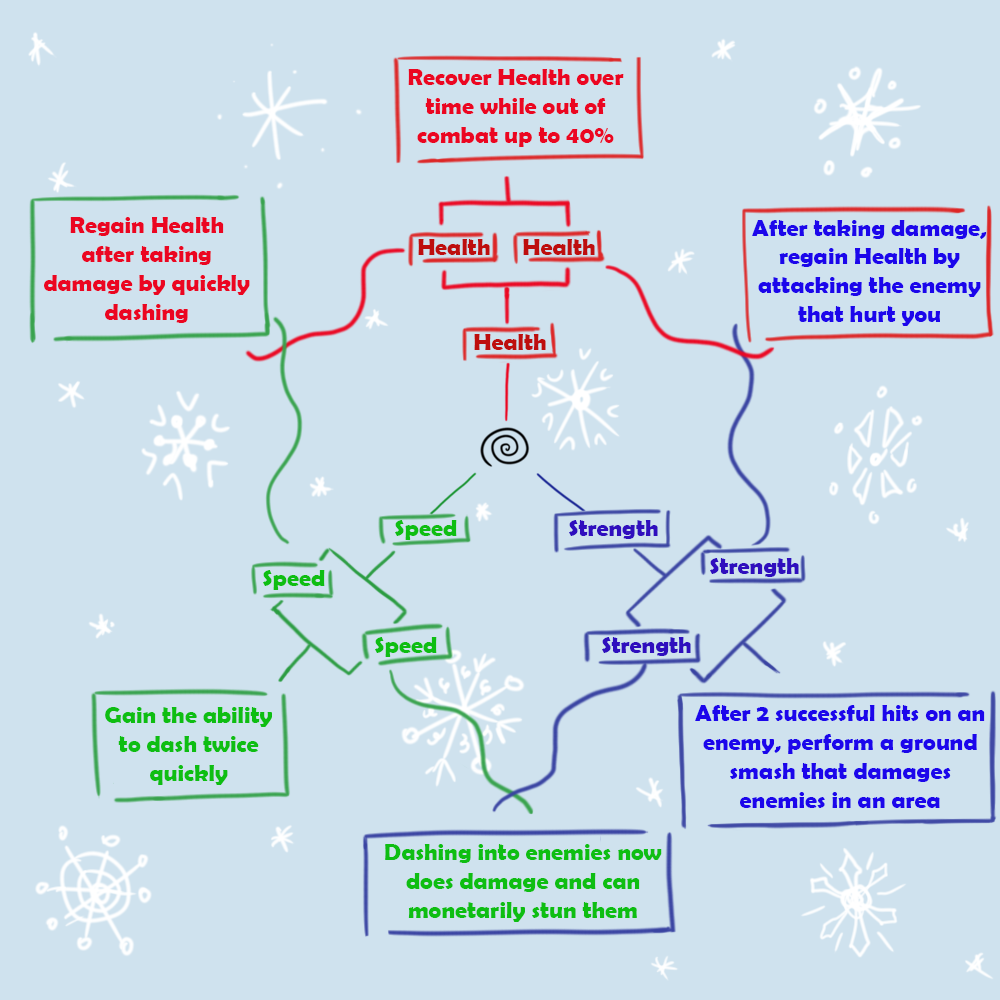 Recover Health over
time while out of
combat up to 40%
Regain Health
after taking
damage by quickly
dashing
Health
Health
After taking damage,
regain Health by
attacking the enemy
that hurt you
Health
Speed
Strength
Speed
Strength
Speed
Strength
Gain the ability
to dash twice
quickly
After 2 successful hits on an
enemy, perform a ground
smash that damages
enemies in an area
Dashing into enemies now
does damage and can
monetarily stun them